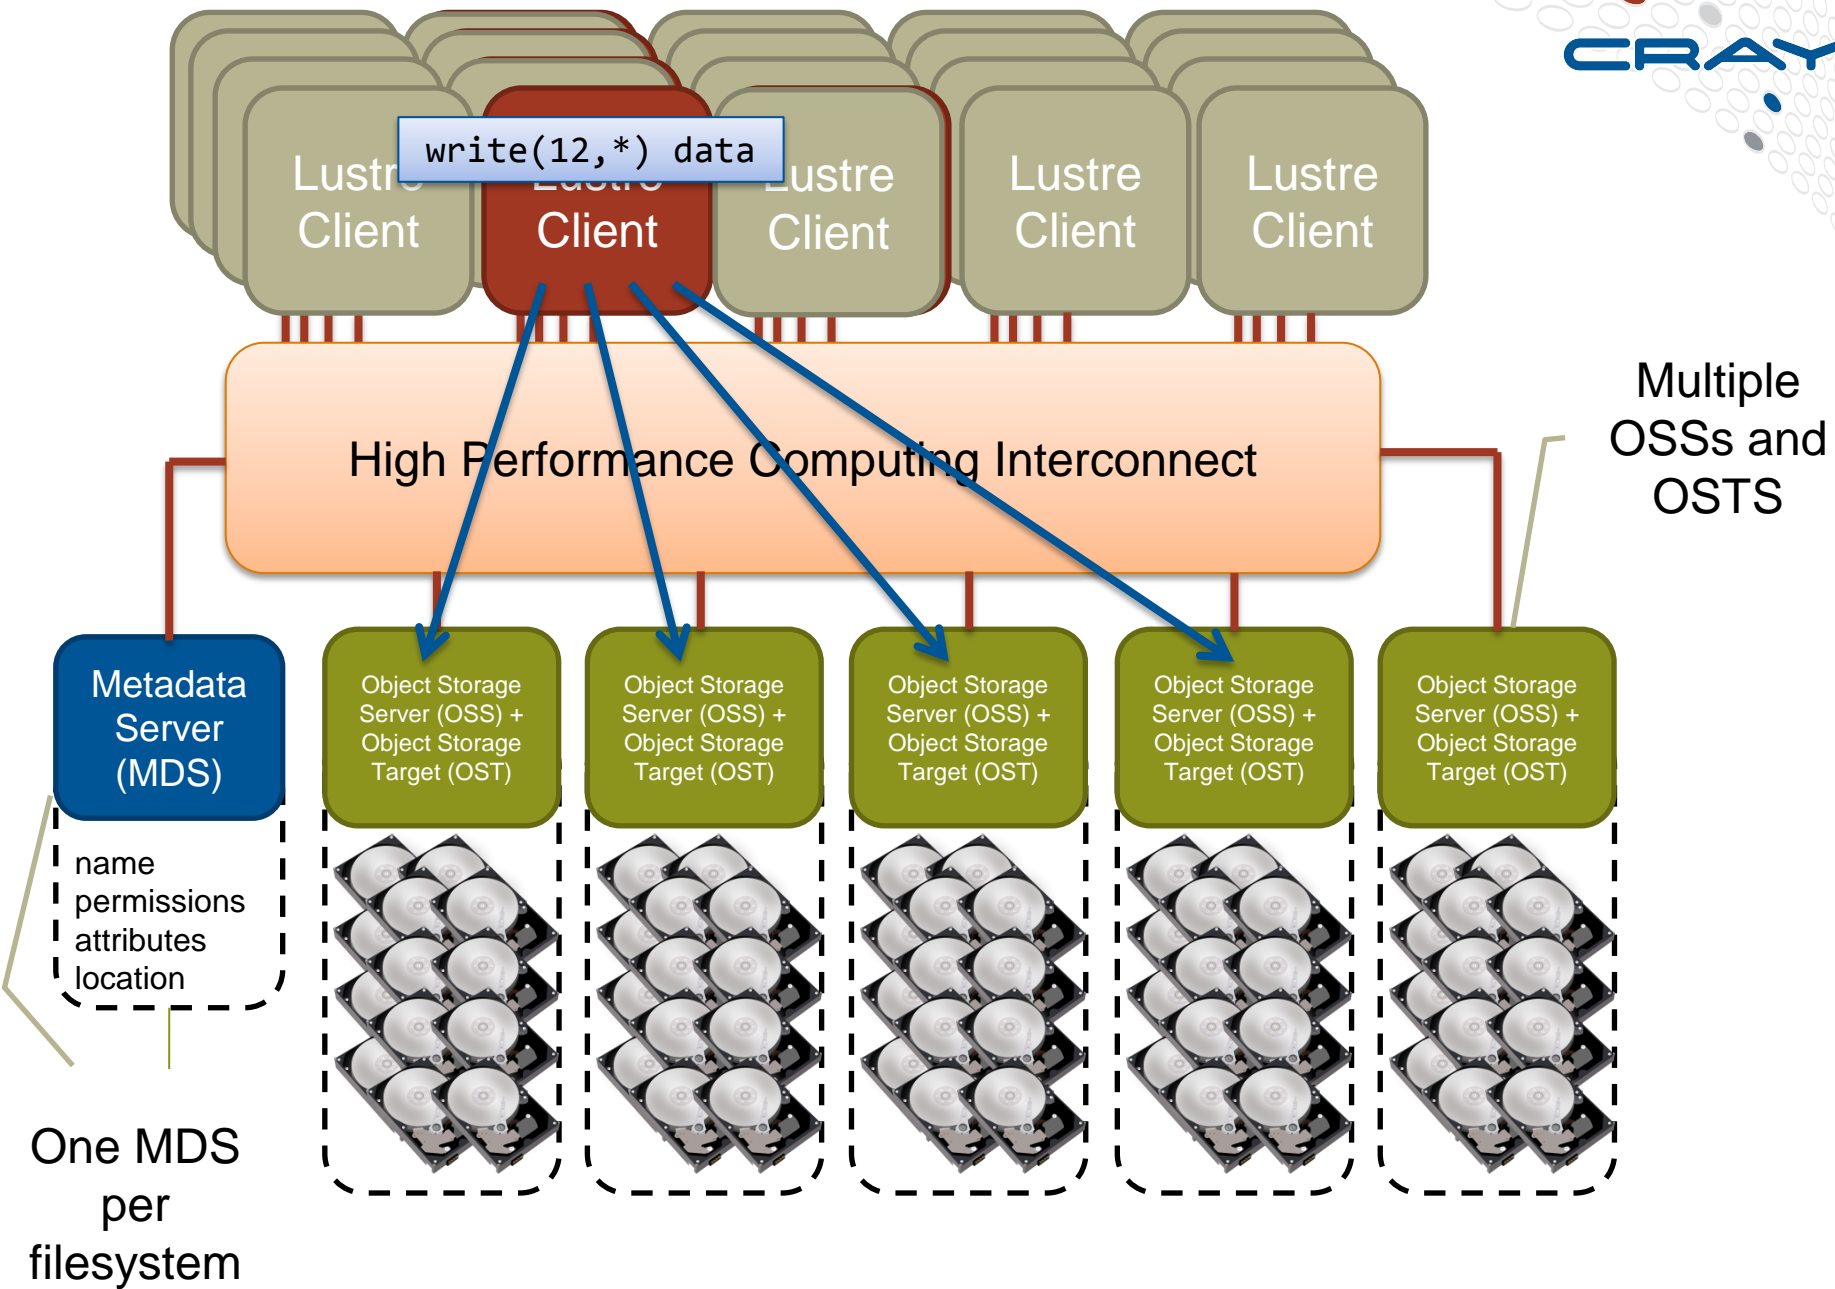 CRAY
write(12,*) data
Lustre
Client
Lustre
Client
Lustre
Client
Lustre
Client
Lustre
Client
High Performance Computing Interconnect
Multiple
OSSs and
OSTS
Metadata
Server
(MDS)
Object Storage
Server (OSS) +
Object Storage
Target (OST)
Object Storage
Server (OSS) +
Object Storage
Target (OST)
Object Storage
Server (OSS) +
Object Storage
Target (OST)
Object Storage
Server (OSS) +
Object Storage
Target (OST)
Object Storage
Server (OSS) +
Object Storage
Target (OST)
name
permissions
attributes
location
One MDS
per
filesystem